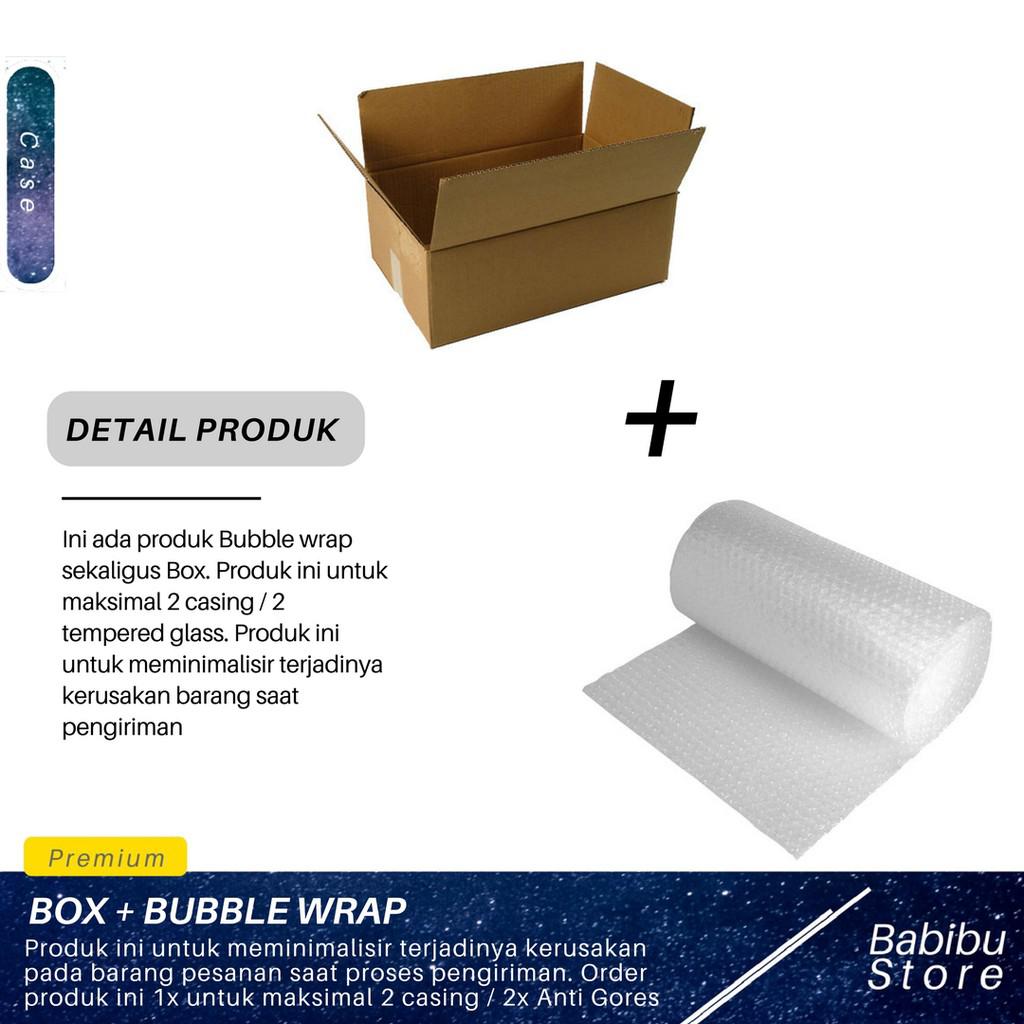 Case
DETAIL PRODUK
+
Ini ada produk Bubble wrap
sekaligus Box. Produk ini untuk
maksimal 2 casing / 2
tempered glass. Produk ini
untuk meminimalisir terjadinya
kerusakan barang saat
pengiriman
Premium
BOX + BUBBLE WRAP
Produk ini untuk meminimalisir terjadinya kerusakan
pada barang pesanan saat proses pengiriman. Order
produk ini 1x untuk maksimal 2 casing / 2x Anti Gores
Babibu
Store